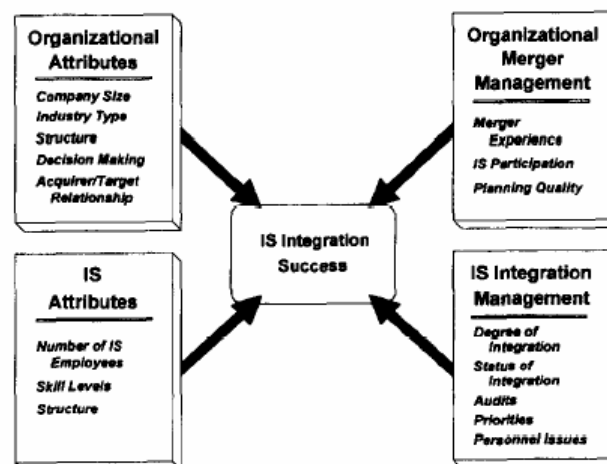 Organizational
Attributes
Company Size
Industry Type
Structure
Decision Making
Acquirer/Target
Relationship
Organizational
Merger
Management
Merger
Experience
IS Participation
Planning Quality
IS Integration
Success
IS
Attributes
Number of IS
Employees
Skill Levels
Structure
IS Integration
Management
Degree of
Integration
Status of
Integration
Audits
Priorities
Personnel Issues